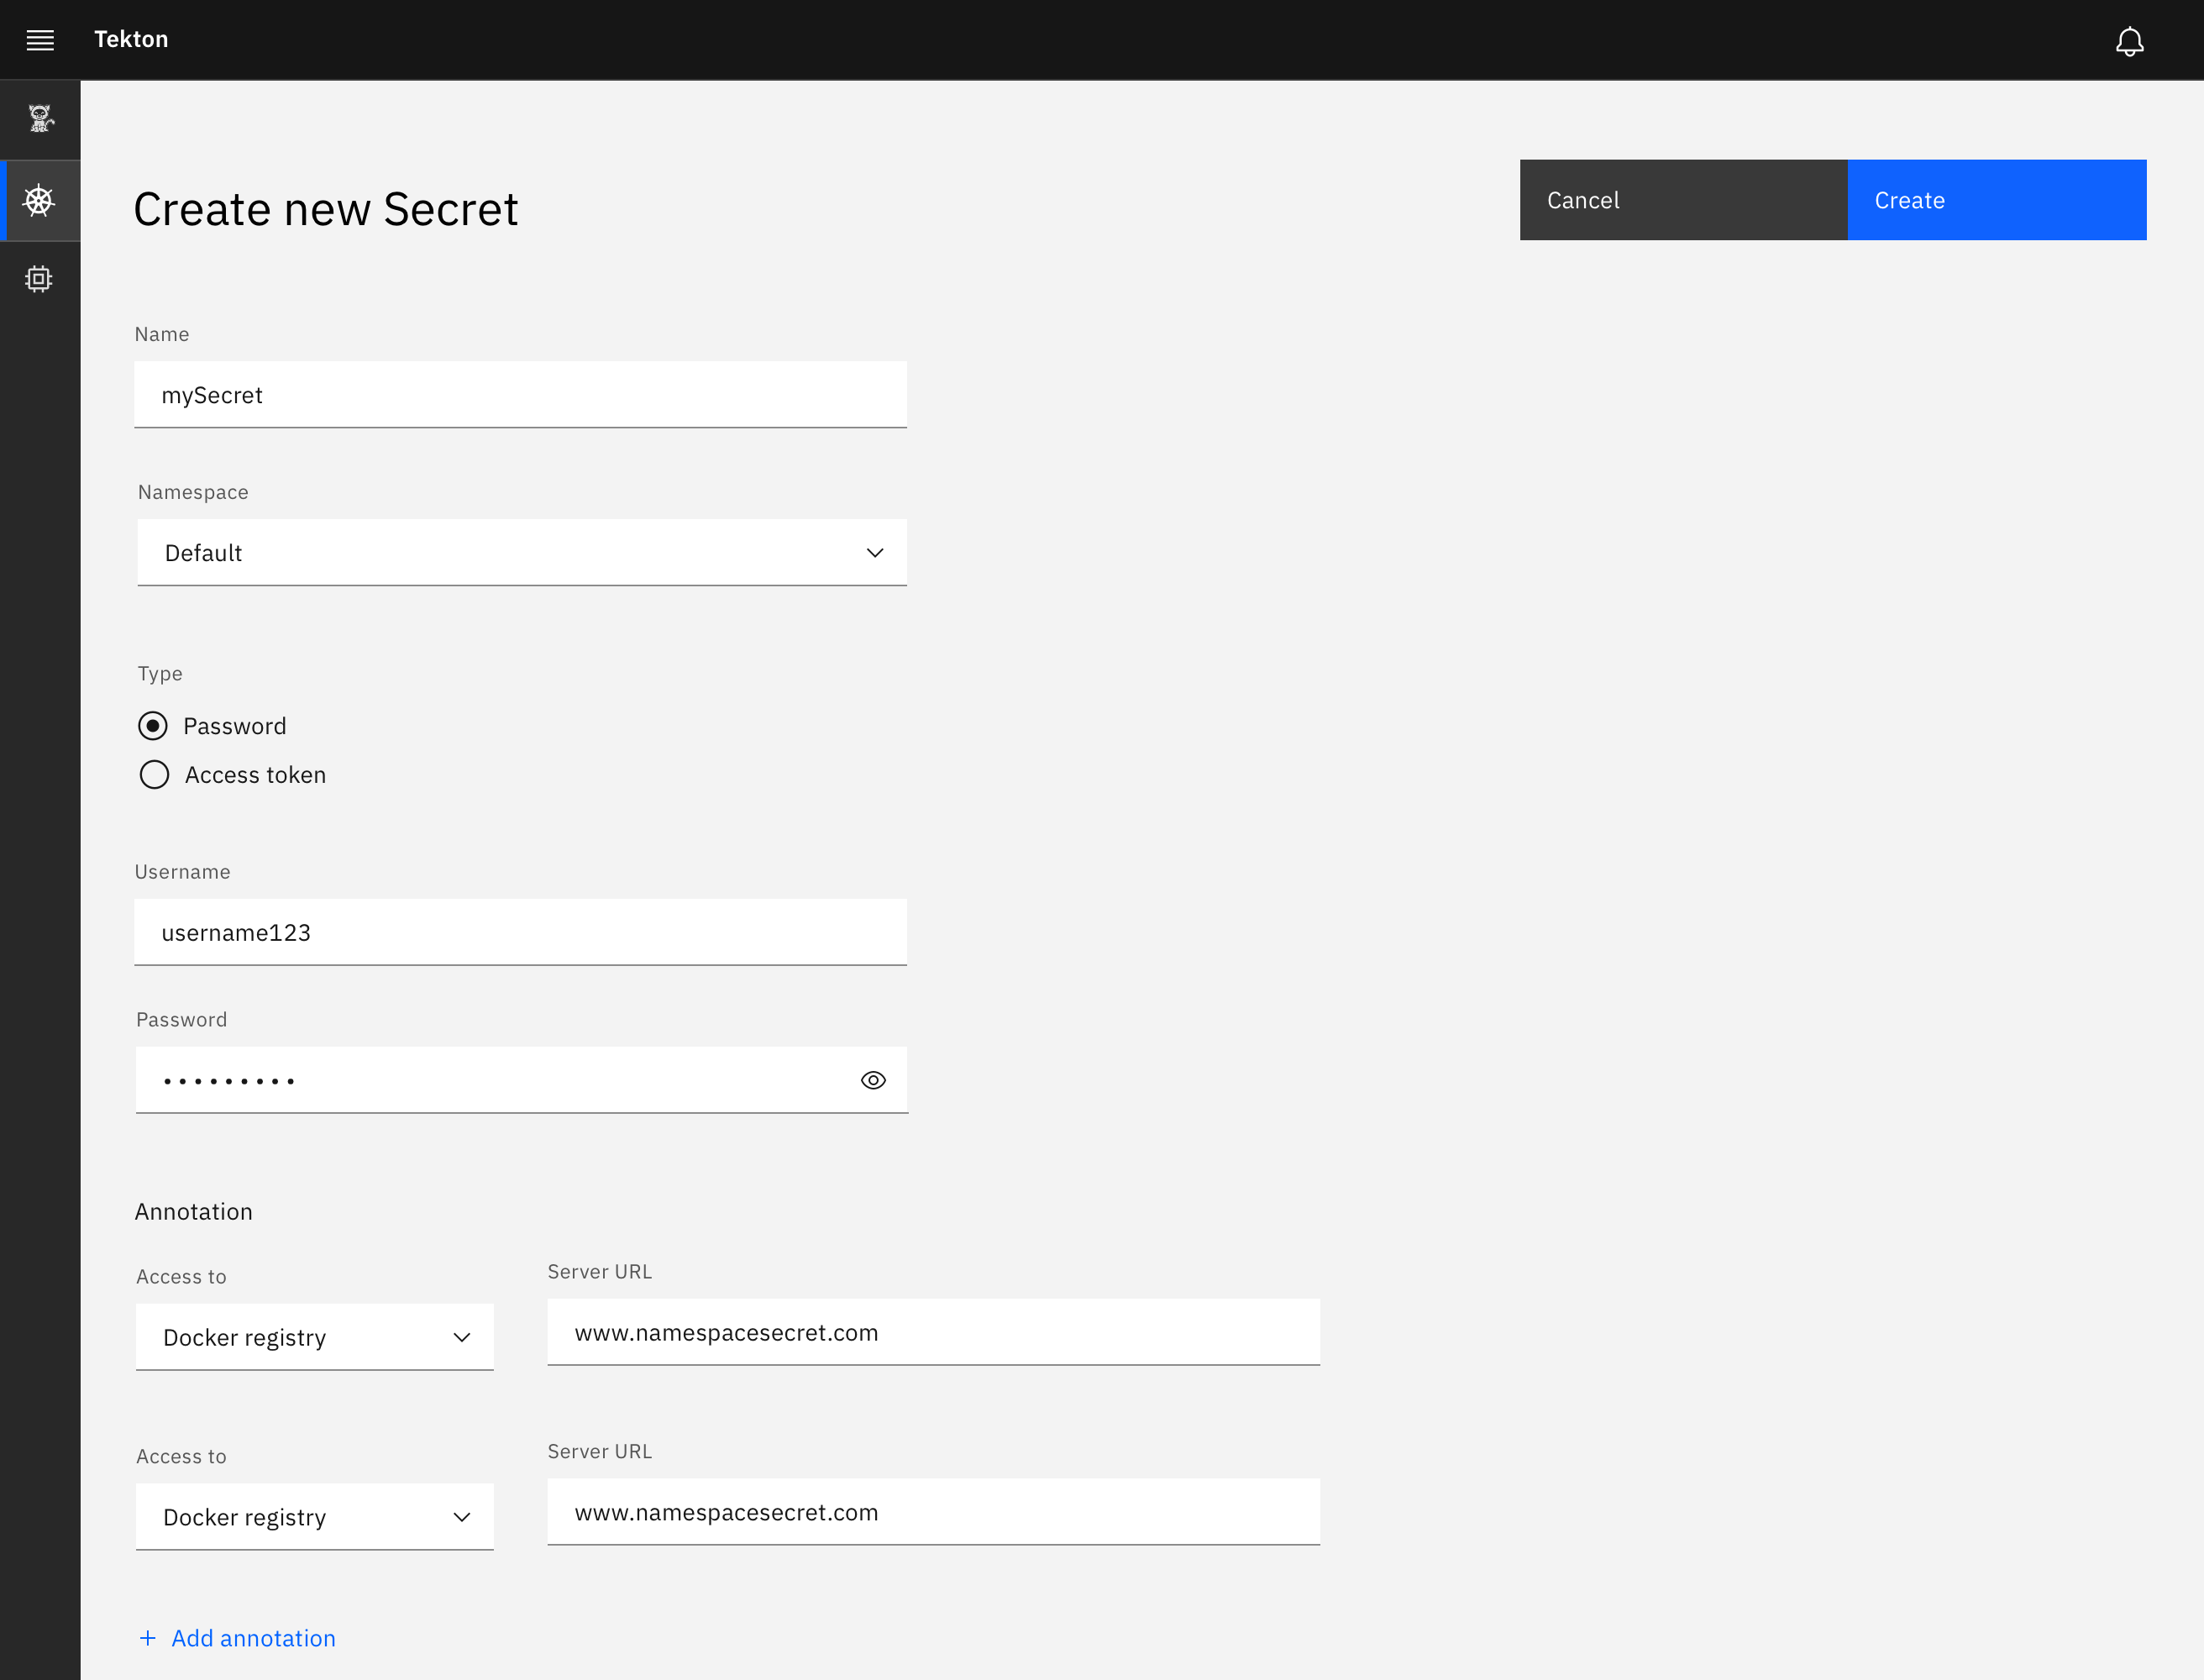 Tekton
Create new Secret
Cancel
Create
Name
mySecret
Namespace
Default
Type
Password
Access token
Username
username123
Password
•••••••••
Annotation
Access to
Server URL
Docker registry
www.namespacesecret.com
Access to
Server URL
Docker registry
www.namespacesecret.com
+ Add annotation